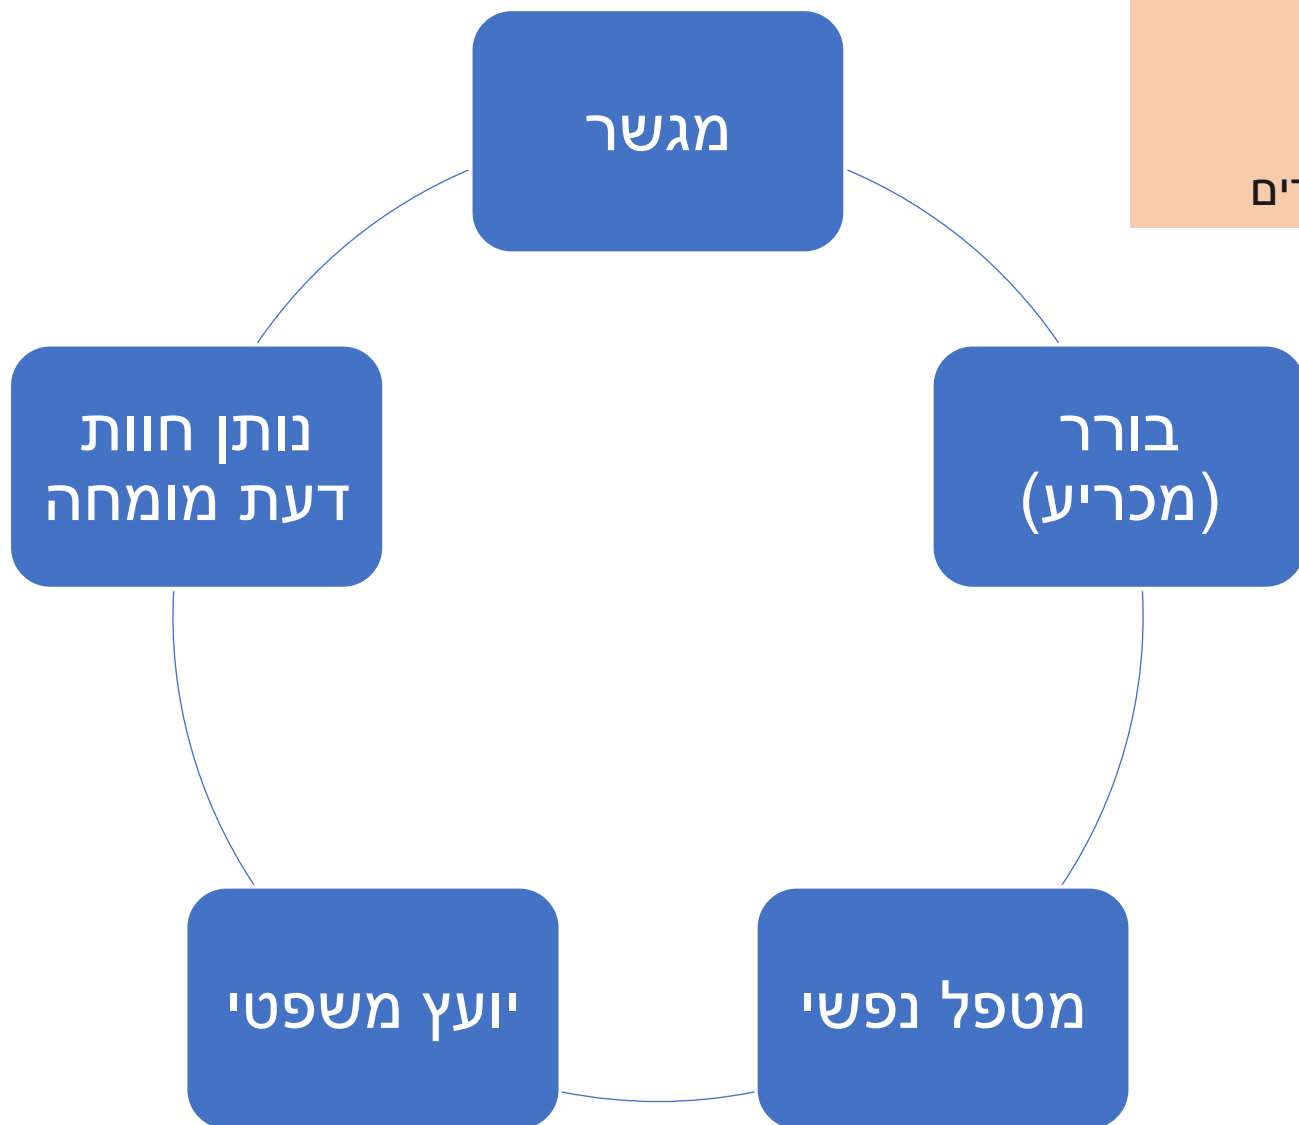 מגשר
בורר
(מכריע)
מטפל נפשי
יועץ משפטי
נותן חוות
דעת מומחה